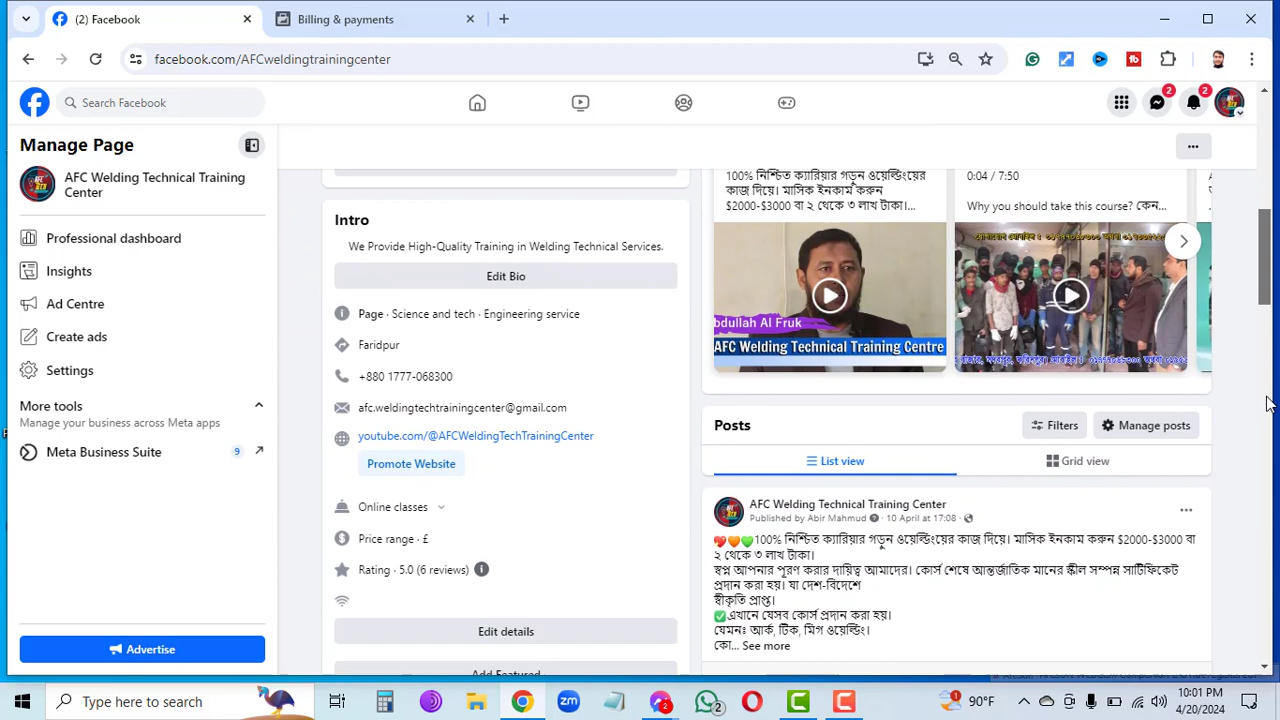 (2) Facebook
Billing & payments
facebook.com/AFCweldingtrainingcenter
Search Facebook
2
2
Manage Page
AFC Welding Technical Training
Center
Professional dashboard
Insights
Ad Centre
Create ads
Settings
More tools
Manage your business across Meta apps
Meta Business Suite
9
Advertise
Intro
We Provide High-Quality Training in Welding Technical Services.
Edit Bio
Page · Science and tech · Engineering service
Faridpur
+880 1777-068300
afc.weldingtechtrainingcenter@gmail.com
youtube.com/@AFCWeldingTechTrainingCenter
Promote Website
Online classes
Price range · £
Rating · 5.0 (6 reviews)
Edit details
Add Featured
100% নিশ্চিত ক্যারিয়ার গড়ুন ওয়েল্ডিংয়ের
কাজ দিয়ে। মাসিক ইনকাম করুন
$2000-$3000 বা ২ থেকে ৩ লাখ টাকা।...
bdullah Al Fruk
AFC Welding Technical Training Centre
0:04 / 7:50
Why you should take this course? কেন...
Posts
Filters
Manage posts
List view
Grid view
AFC Welding Technical Training Center
Published by Abir Mahmud · 10 April at 17:08 ·
100% নিশ্চিত ক্যারিয়ার গড়ুন ওয়েল্ডিংয়ের কাজ দিয়ে। মাসিক ইনকাম করুন $2000-$3000 বা
২ থেকে ৩ লাখ টাকা।
স্বপ্ন আপনার পূরণ করার দায়িত্ব আমাদের। কোর্স শেষে আন্তর্জাতিক মানের স্কীল সম্পন্ন সার্টিফিকেট
প্রদান করা হয়। যা দেশ-বিদেশে
স্বীকৃতি প্রাপ্ত।
✅এখানে যেসব কোর্স প্রদান করা হয়।
যেমনঃ আর্ক, টিক, মিগ ওয়েল্ডিং।
কো... See more
Type here to search
2
2
90°F
10:01 PM
4/20/2024